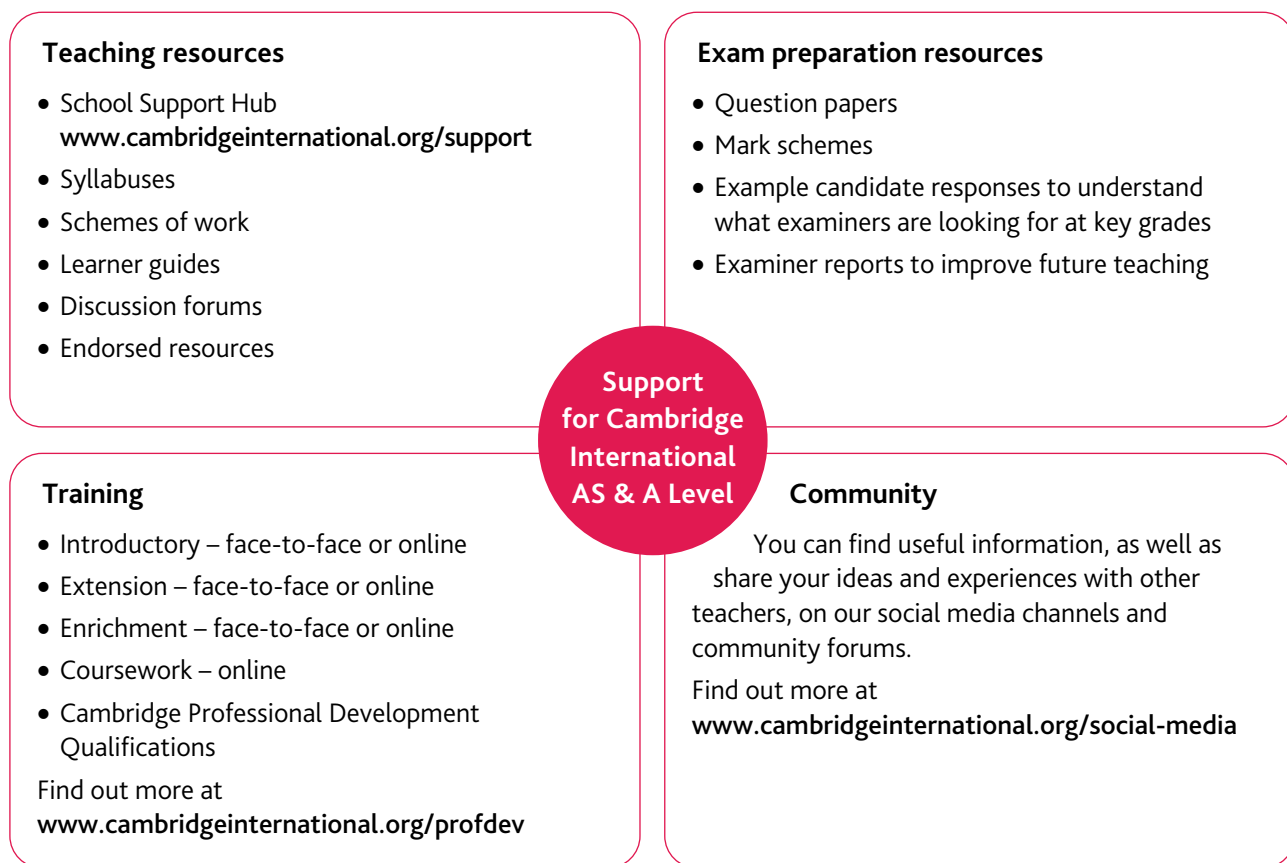 Teaching resources
• School Support Hub
www.cambridgeinternational.org/support
• Syllabuses
• Schemes of work
• Learner guides
• Discussion forums
• Endorsed resources
Exam preparation resources
• Question papers
• Mark schemes
• Example candidate responses to understand
what examiners are looking for at key grades
• Examiner reports to improve future teaching
Support
for Cambridge
International
AS & A Level
Training
• Introductory – face-to-face or online
• Extension – face-to-face or online
• Enrichment – face-to-face or online
• Coursework – online
• Cambridge Professional Development
Qualifications
Find out more at
www.cambridgeinternational.org/profdev
Community
You can find useful information, as well as
share your ideas and experiences with other
teachers, on our social media channels and
community forums.
Find out more at
www.cambridgeinternational.org/social-media